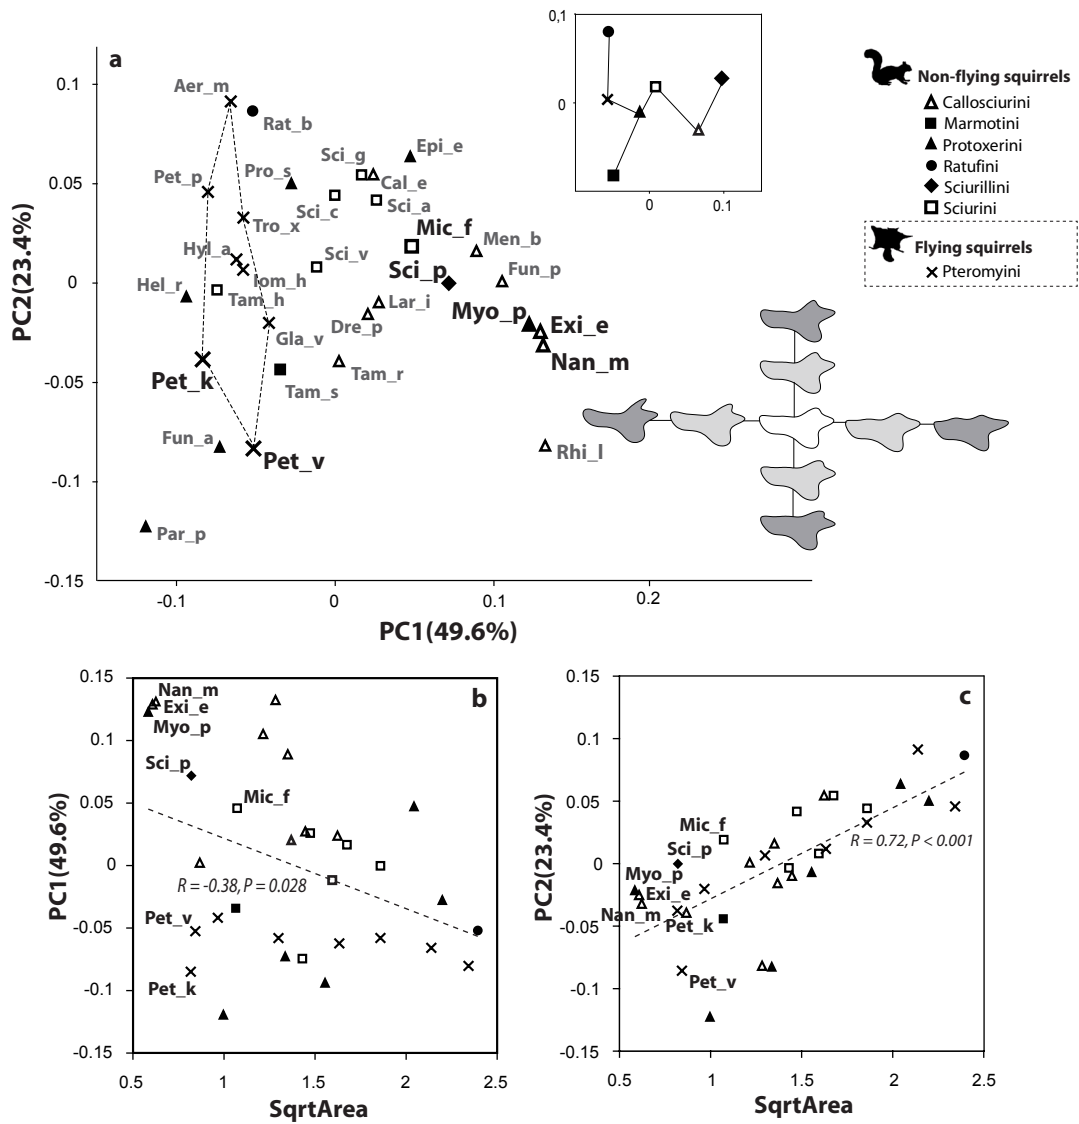 a
PC2(23.4%)
0.1
0.05
0
-0.05
-0.1
-0.15
-0.1
0
0.1
0.2
PC1(49.6%)
Aer_m
Rat_b
Pet_p
Pro_s
Sci_g
Epi_e
Cal_e
Sci_c
Sci_a
Tro_x
Mic_f
Men_b
Hyl_a
Sci_v
Sci_p
Fun_p
Iom_h
Hel_r
Tam_h
Lar_i
Myo_p
Exi_e
Gla_v
Dre_p
Nan_m
Pet_k
Tam_s
Tam_r
Fun_a
Pet_v
Rhi_l
Par_p
0,1
0
0
0.1
Non-flying squirrels
Callosciurini
Marmotini
Protoxerini
Ratufini
Sciurillini
Sciurini
Flying squirrels
Pteromyini
b
PC1(49.6%)
0.15
0.1
0.05
0
-0.05
-0.1
-0.15
0.5
1
1.5
2
2.5
SqrtArea
Nan_m
Exi_e
Myo_p
Sci_p
Mic_f
R = -0.38, P = 0.028
Pet_v
Pet_k
c
PC2(23.4%)
0.15
0.1
0.05
0
-0.05
-0.1
-0.15
0.5
1
1.5
2
2.5
SqrtArea
Mic_f
Sci_p
Myo_p
Exi_e
Nan_m
Pet_k
Pet_v
R = 0.72, P < 0.001